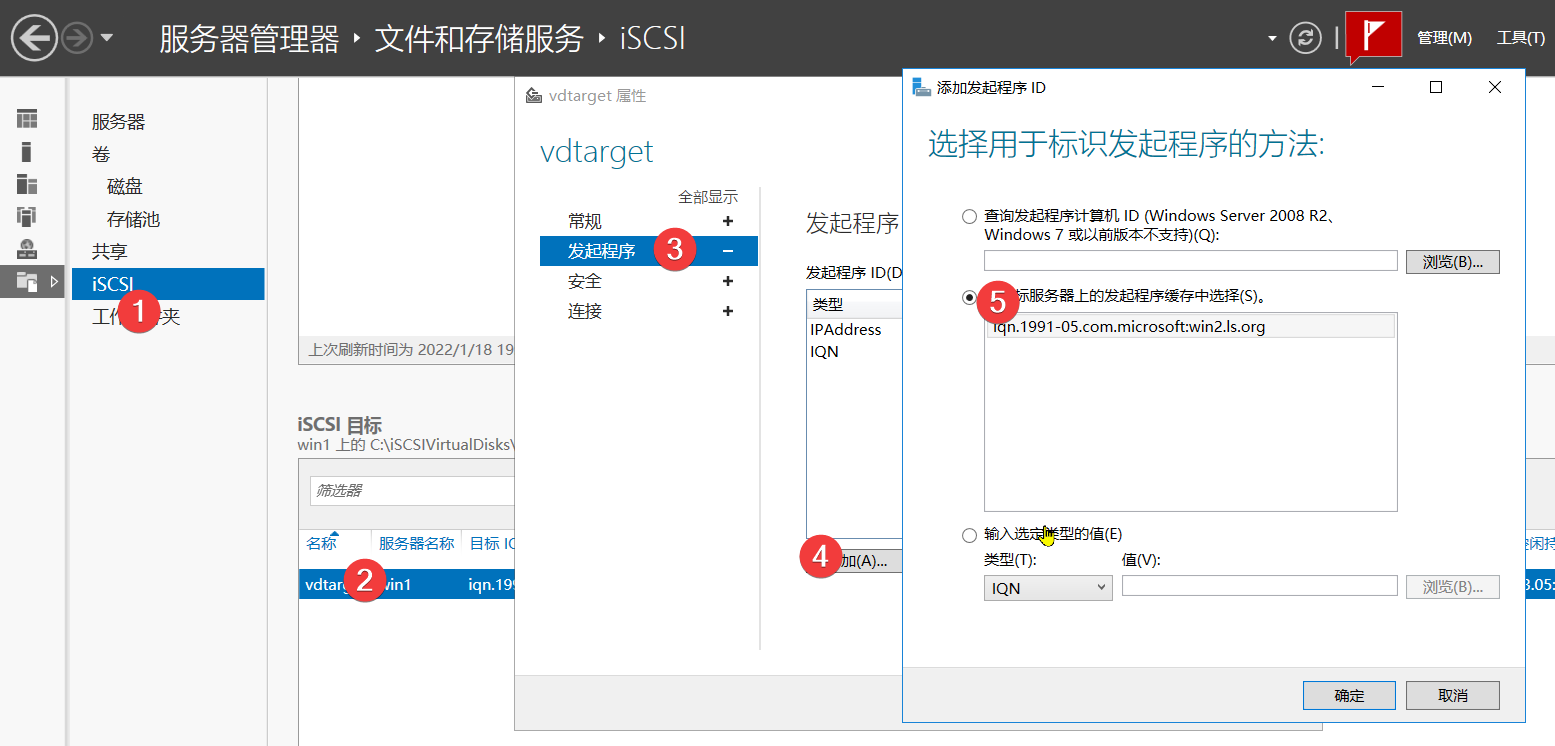 服务器管理器 ‣ 文件和存储服务 ‣ iSCSI
管理(M)
工具(T)
服务器
卷
磁盘
存储池
共享
iSCSI
1
工作
夹
上次刷新时间为 2022/1/18 19
iSCSI 目标
win1 上的 C:\iSCSIVirtualDisks\
筛选器
名称
服务器名称
目标 IQ
vdtarg
2
win1
iqn.199
vdtarget 属性
vdtarget
全部显示
常规 +
发起程序 3 −
安全 +
连接 +
发起程序
发起程序 ID(D
类型
IPAddress
IQN
4
加(A)...
添加发起程序 ID
选择用于标识发起程序的方法:
查询发起程序计算机 ID (Windows Server 2008 R2、
Windows 7 或以前版本不支持)(Q):
浏览(B)...
5
标服务器上的发起程序缓存中选择(S)。
iqn.1991-05.com.microsoft:win2.ls.org
输入选定类型的值(E)
类型(T):
值(V):
IQN
浏览(B)...
确定
取消
空闲持
3.05: